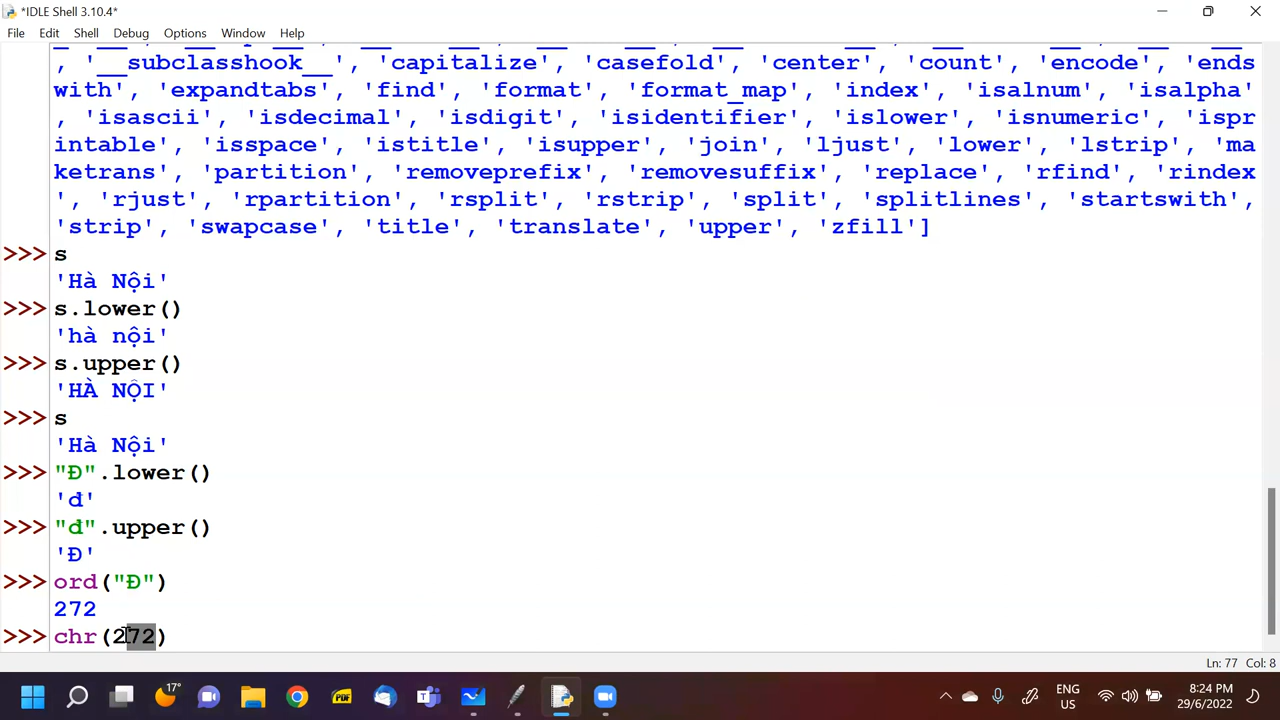 *IDLE Shell 3.10.4*
File Edit Shell Debug Options Window Help
, '__subclasshook__', 'capitalize', 'casefold', 'center', 'count', 'encode', 'ends
with', 'expandtabs', 'find', 'format', 'format_map', 'index', 'isalnum', 'isalpha'
, 'isascii', 'isdecimal', 'isdigit', 'isidentifier', 'islower', 'isnumeric', 'ispr
intable', 'isspace', 'istitle', 'isupper', 'join', 'ljust', 'lower', 'lstrip', 'ma
ketrans', 'partition', 'removeprefix', 'removesuffix', 'replace', 'rfind', 'rindex
', 'rjust', 'rpartition', 'rsplit', 'rstrip', 'split', 'splitlines', 'startswith',
'strip', 'swapcase', 'title', 'translate', 'upper', 'zfill']
>>> s
'Hà Nội'
>>> s.lower()
'hà nội'
>>> s.upper()
'HÀ NỘI'
>>> s
'Hà Nội'
>>> "Đ".lower()
'đ'
>>> "đ".upper()
'Đ'
>>> ord("Đ")
272
>>> chr(272)
Ln: 77 Col: 8
17°
PDF
ENG
US
8:24 PM
29/6/2022